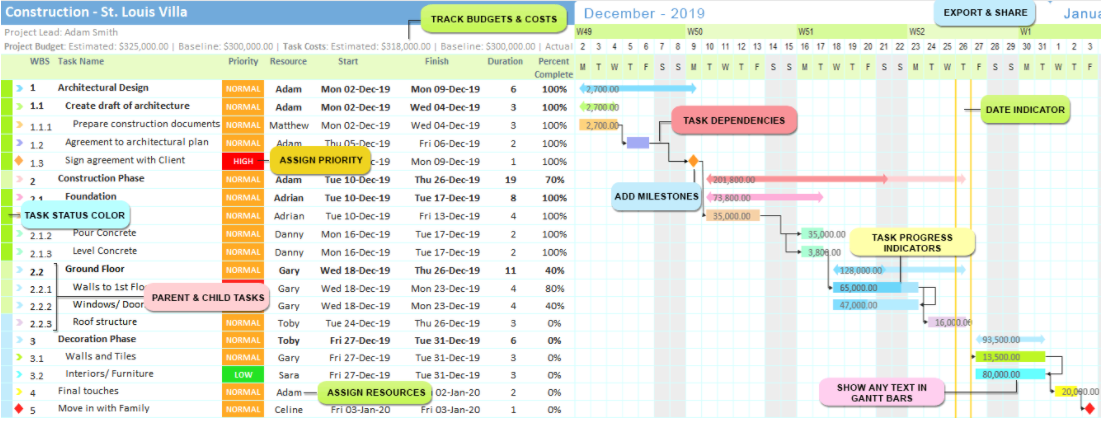 Construction - St. Louis Villa
TRACK BUDGETS & COSTS
December - 2019
EXPORT & SHARE
Janua
Project Lead: Adam Smith
W49 W50 W51 W52 W1
Project Budget: Estimated: $325,000.00 | Baseline: $300,000.00 | Task Costs: Estimated: $318,000.00 | Baseline: $300,000.00 | Actual
2 3 4 5 6 7 8 9 10 11 12 13 14 15 16 17 18 19 20 21 22 23 24 25 26 27 28 29 30 31 1 2 3
WBS Task Name Priority Resource Start Finish Duration Percent Complete
M T W T F S S M T W T F S S M T W T F S S M T W T F S S M T W T F
1 Architectural Design NORMAL Adam Mon 02-Dec-19 Mon 09-Dec-19 6 100% 2,700.00
1.1 Create draft of architecture NORMAL Adam Mon 02-Dec-19 Wed 04-Dec-19 3 100% 2,700.00
DATE INDICATOR
1.1.1 Prepare construction documents NORMAL Matthew Mon 02-Dec-19 Wed 04-Dec-19 3 100% 2,700.00
TASK DEPENDENCIES
1.2 Agreement to architectural plan NORMAL Adam Thu 05-Dec-19 Fri 06-Dec-19 2 100%
1.3 Sign agreement with Client HIGH ASSIGN PRIORITY c-19 Mon 09-Dec-19 1 100%
2 Construction Phase NORMAL Adam Tue 10-Dec-19 Thu 26-Dec-19 19 70% 201,800.00
2.1 Foundation NORMAL Adrian Tue 10-Dec-19 Tue 17-Dec-19 8 100% ADD MILESTONES 73,800.00
TASK STATUS COLOR NORMAL Adrian Tue 10-Dec-19 Fri 13-Dec-19 4 100% 35,000.00
2.1.2 Pour Concrete NORMAL Danny Mon 16-Dec-19 Tue 17-Dec-19 2 100% 35,000.00
TASK PROGRESS
INDICATORS
2.1.3 Level Concrete NORMAL Danny Mon 16-Dec-19 Tue 17-Dec-19 2 100% 3,800.00
2.2 Ground Floor NORMAL Gary Wed 18-Dec-19 Thu 26-Dec-19 11 40% 128,000.00
2.2.1 Walls to 1st Floo Gary Wed 18-Dec-19 Mon 23-Dec-19 4 80% 65,000.00
PARENT & CHILD TASKS
2.2.2 Windows/ Door Gary Wed 18-Dec-19 Mon 23-Dec-19 4 40% 47,000.00
2.2.3 Roof structure NORMAL Toby Tue 24-Dec-19 Thu 26-Dec-19 3 0% 16,000.00
3 Decoration Phase NORMAL Toby Fri 27-Dec-19 Tue 31-Dec-19 6 0% 93,500.00
3.1 Walls and Tiles NORMAL Gary Fri 27-Dec-19 Tue 31-Dec-19 3 0% 13,500.00
3.2 Interiors/ Furniture LOW Sara Fri 27-Dec-19 Tue 31-Dec-19 3 0% 80,000.00
4 Final touches NORMAL Adam ASSIGN RESOURCES 02-Jan-20 2 0% 20,000.00
SHOW ANY TEXT IN
GANTT BARS
5 Move in with Family NORMAL Celine Fri 03-Jan-20 Fri 03-Jan-20 1 0%